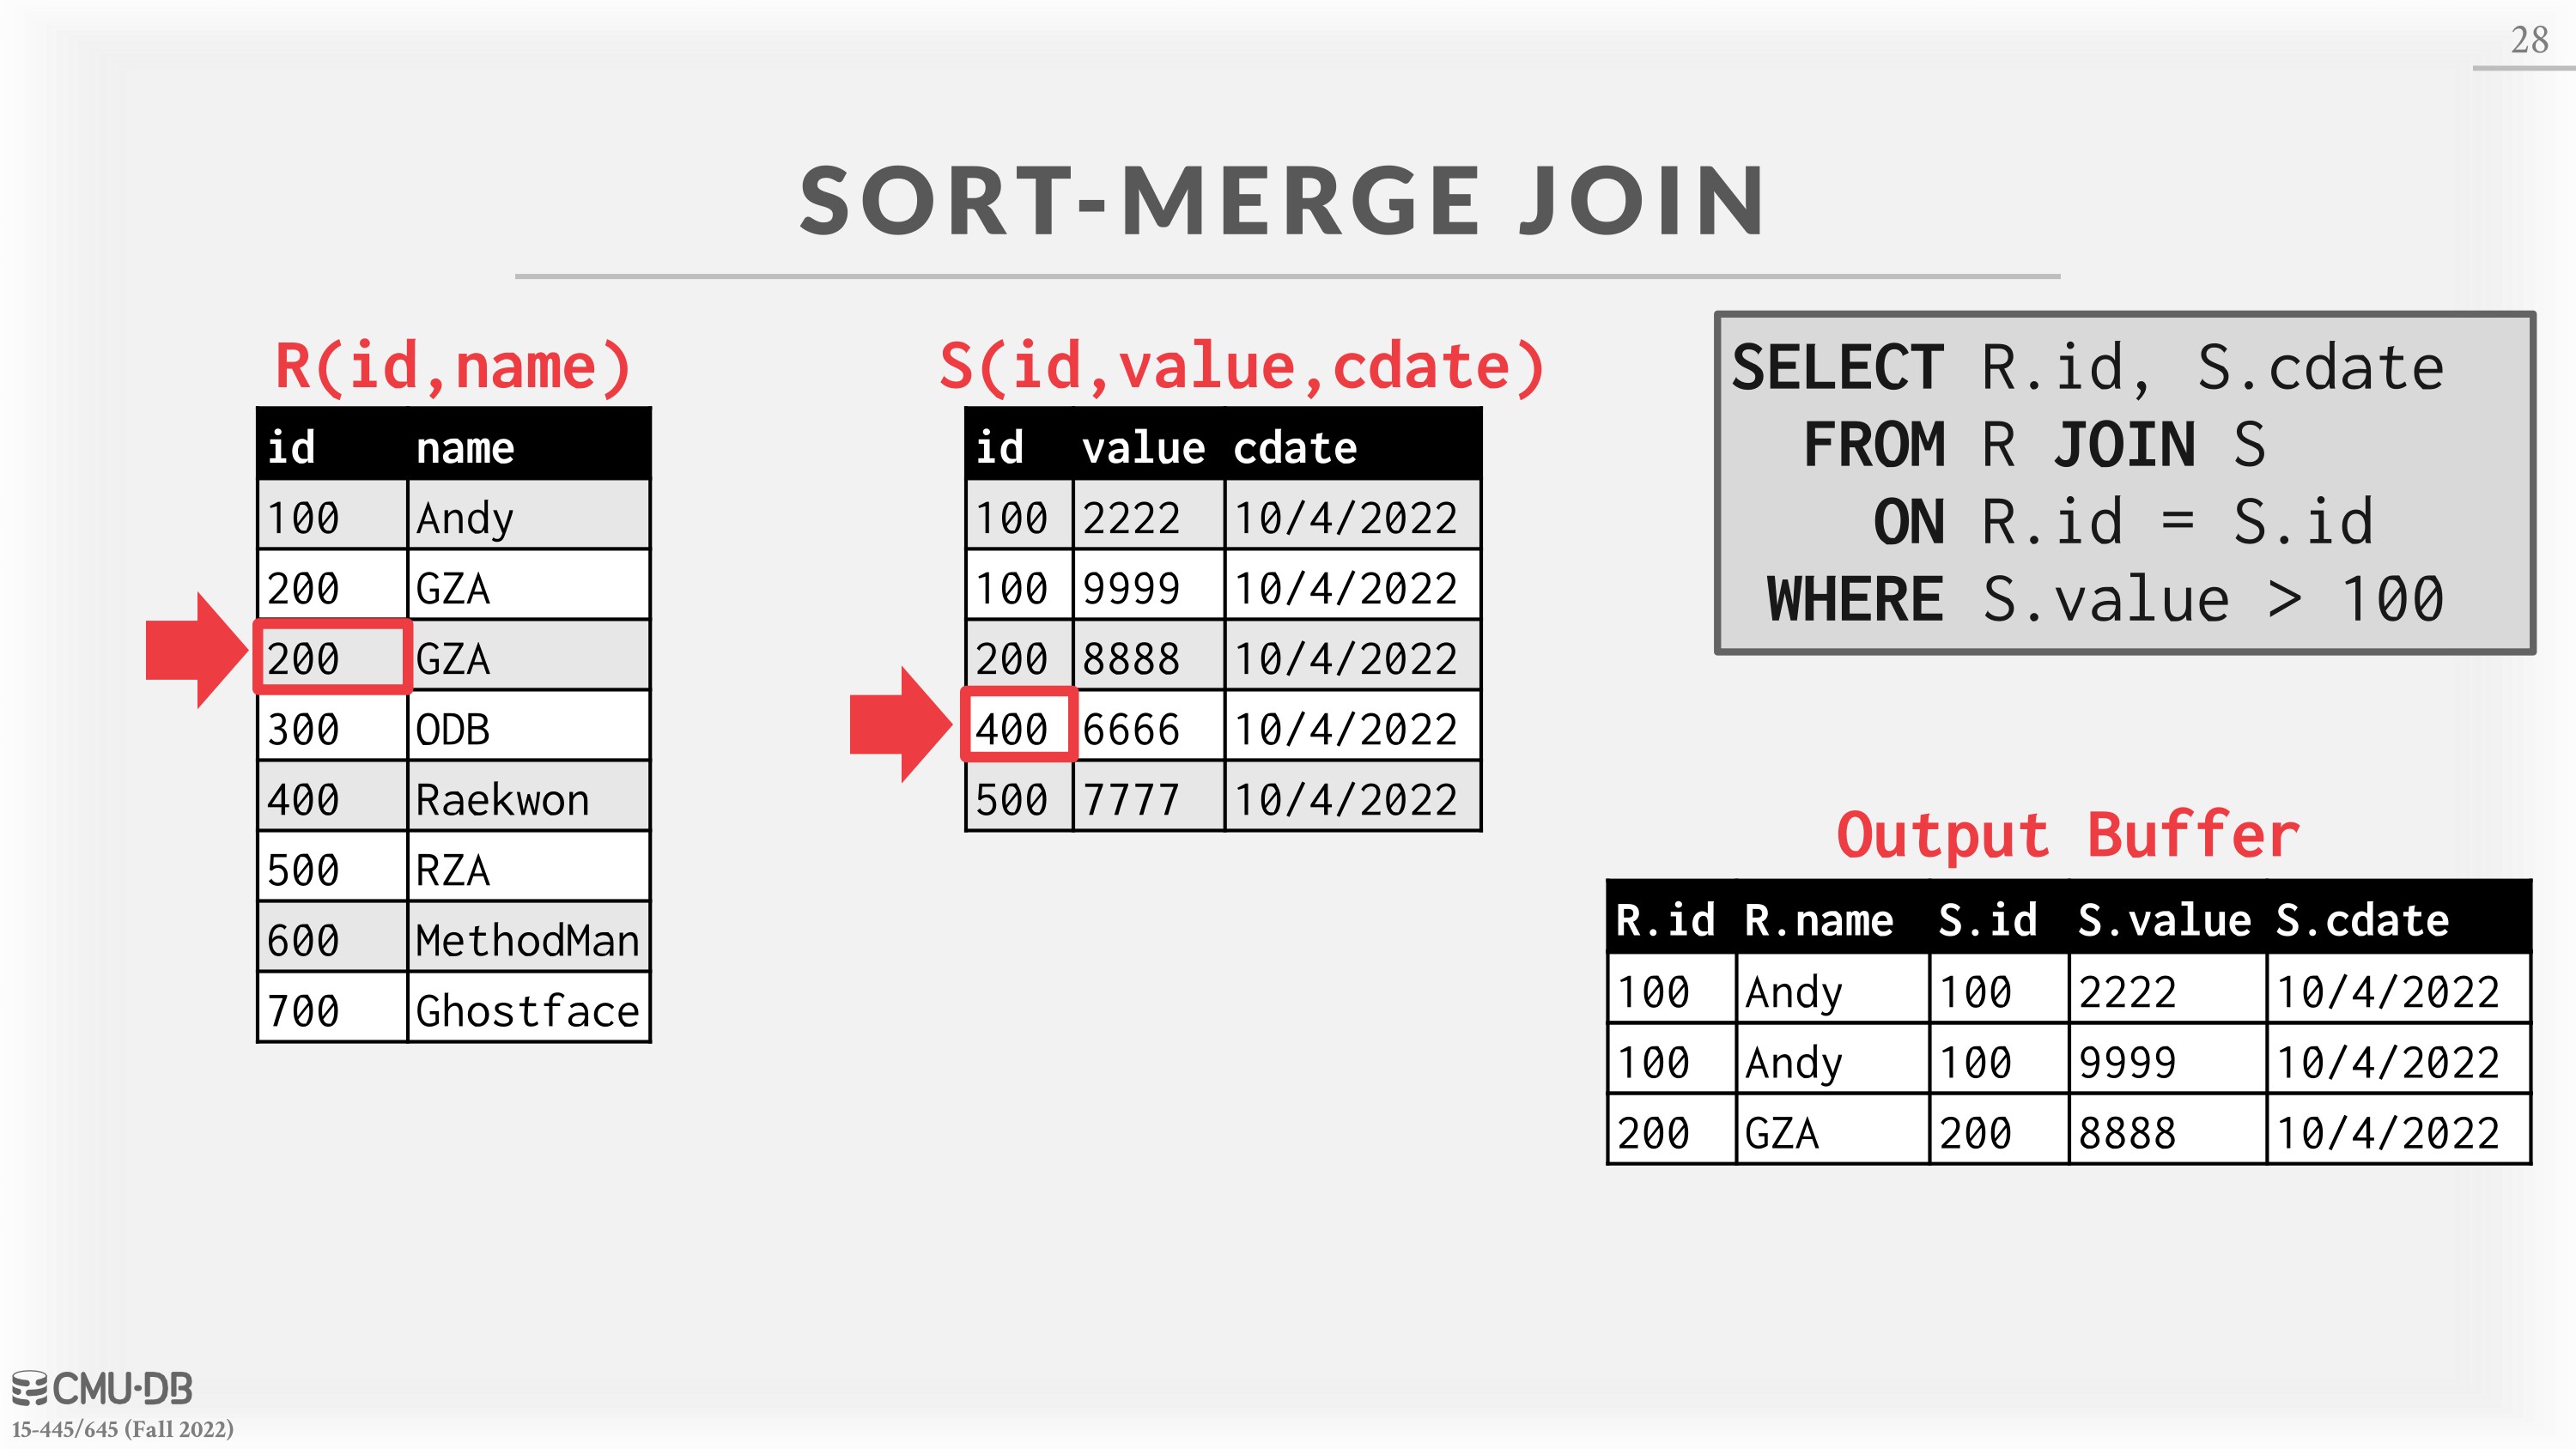 28
SORT-MERGE JOIN
R(id,name)
id name
100 Andy
200 GZA
200 GZA
300 ODB
400 Raekwon
500 RZA
600 MethodMan
700 Ghostface
S(id,value,cdate)
id value cdate
100 2222 10/4/2022
100 9999 10/4/2022
200 8888 10/4/2022
400 6666 10/4/2022
500 7777 10/4/2022
SELECT R.id, S.cdate
FROM R JOIN S
ON R.id = S.id
WHERE S.value > 100
Output Buffer
R.id R.name S.id S.value S.cdate
100 Andy 100 2222 10/4/2022
100 Andy 100 9999 10/4/2022
200 GZA 200 8888 10/4/2022
CMU·DB
15-445/645 (Fall 2022)